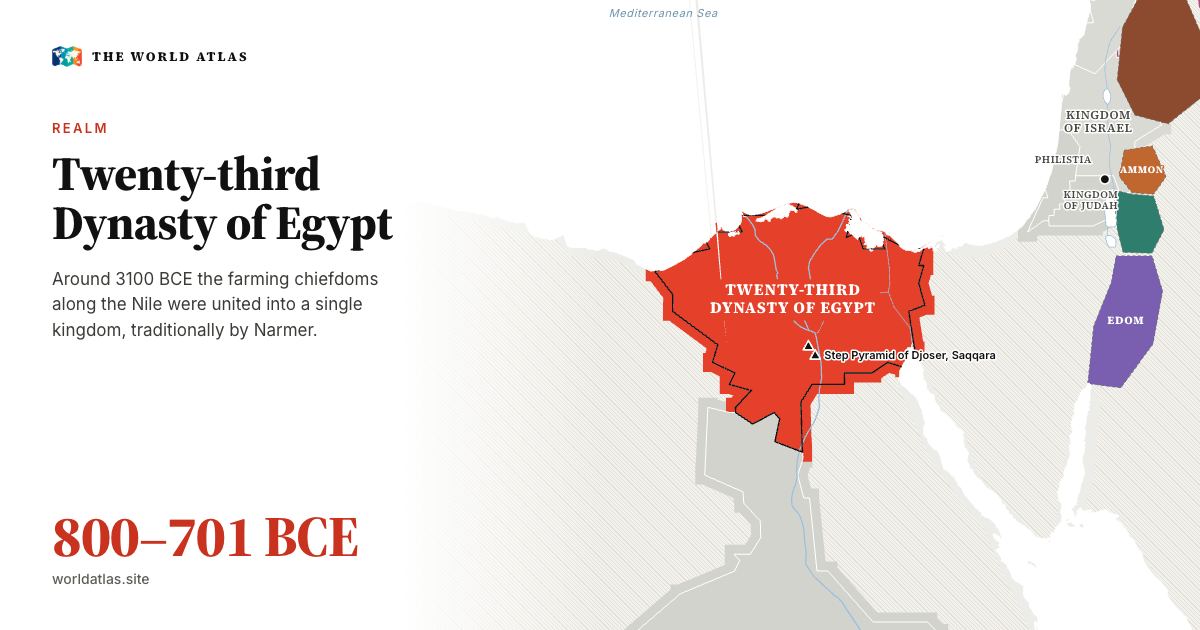 Mediterranean Sea
THE WORLD ATLAS
REALM
Twenty-third
Dynasty of Egypt
Around 3100 BCE the farming chiefdoms
along the Nile were united into a single
kingdom, traditionally by Narmer.
800–701 BCE
worldatlas.site
KINGDOM
OF ISRAEL
PHILISTIA
AMMON
KINGDOM
OF JUDAH
TWENTY-THIRD
DYNASTY OF EGYPT
EDOM
Step Pyramid of Djoser, Saqqara